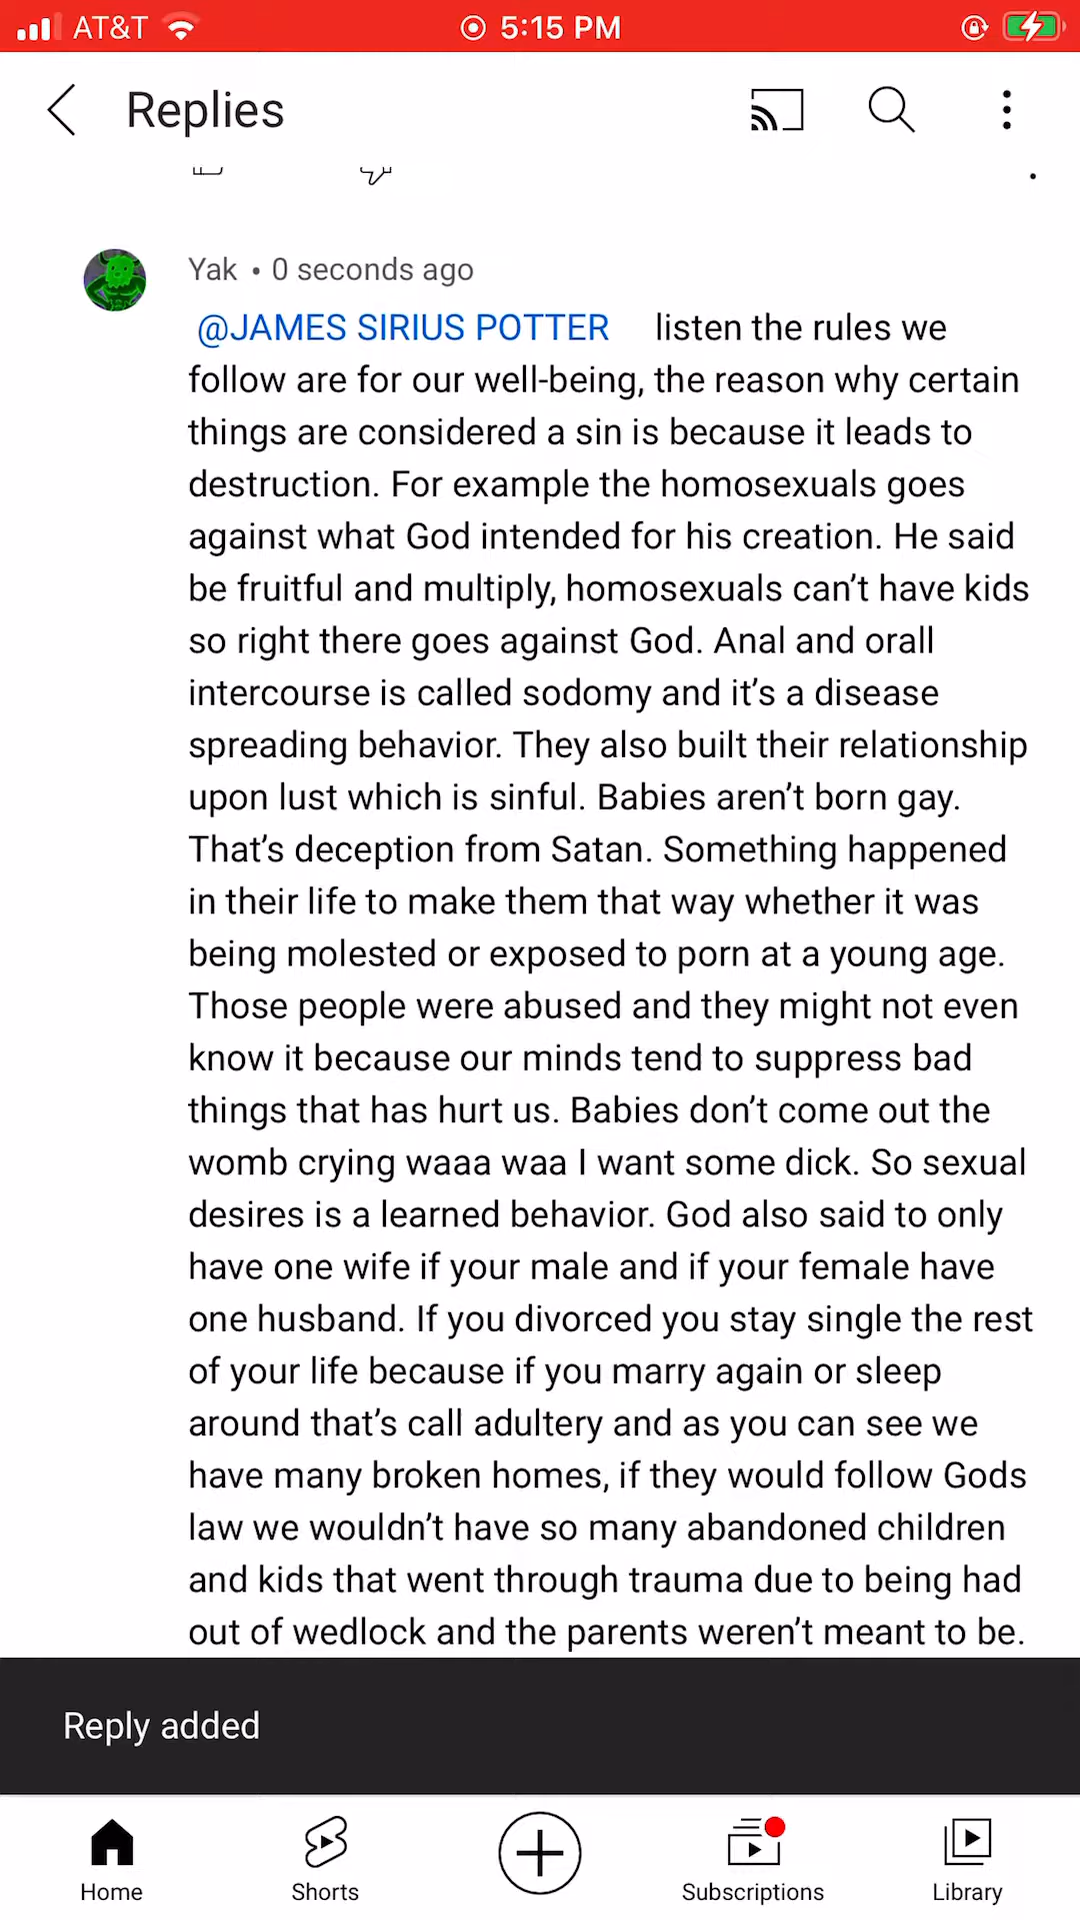 AT&T 5:15 PM
Replies
Yak • 0 seconds ago
@JAMES SIRIUS POTTER listen the rules we
follow are for our well-being, the reason why certain
things are considered a sin is because it leads to
destruction. For example the homosexuals goes
against what God intended for his creation. He said
be fruitful and multiply, homosexuals can't have kids
so right there goes against God. Anal and orall
intercourse is called sodomy and it's a disease
spreading behavior. They also built their relationship
upon lust which is sinful. Babies aren't born gay.
That's deception from Satan. Something happened
in their life to make them that way whether it was
being molested or exposed to porn at a young age.
Those people were abused and they might not even
know it because our minds tend to suppress bad
things that has hurt us. Babies don't come out the
womb crying waaa waa I want some dick. So sexual
desires is a learned behavior. God also said to only
have one wife if your male and if your female have
one husband. If you divorced you stay single the rest
of your life because if you marry again or sleep
around that's call adultery and as you can see we
have many broken homes, if they would follow Gods
law we wouldn't have so many abandoned children
and kids that went through trauma due to being had
out of wedlock and the parents weren't meant to be.
Reply added
Home Shorts Subscriptions Library